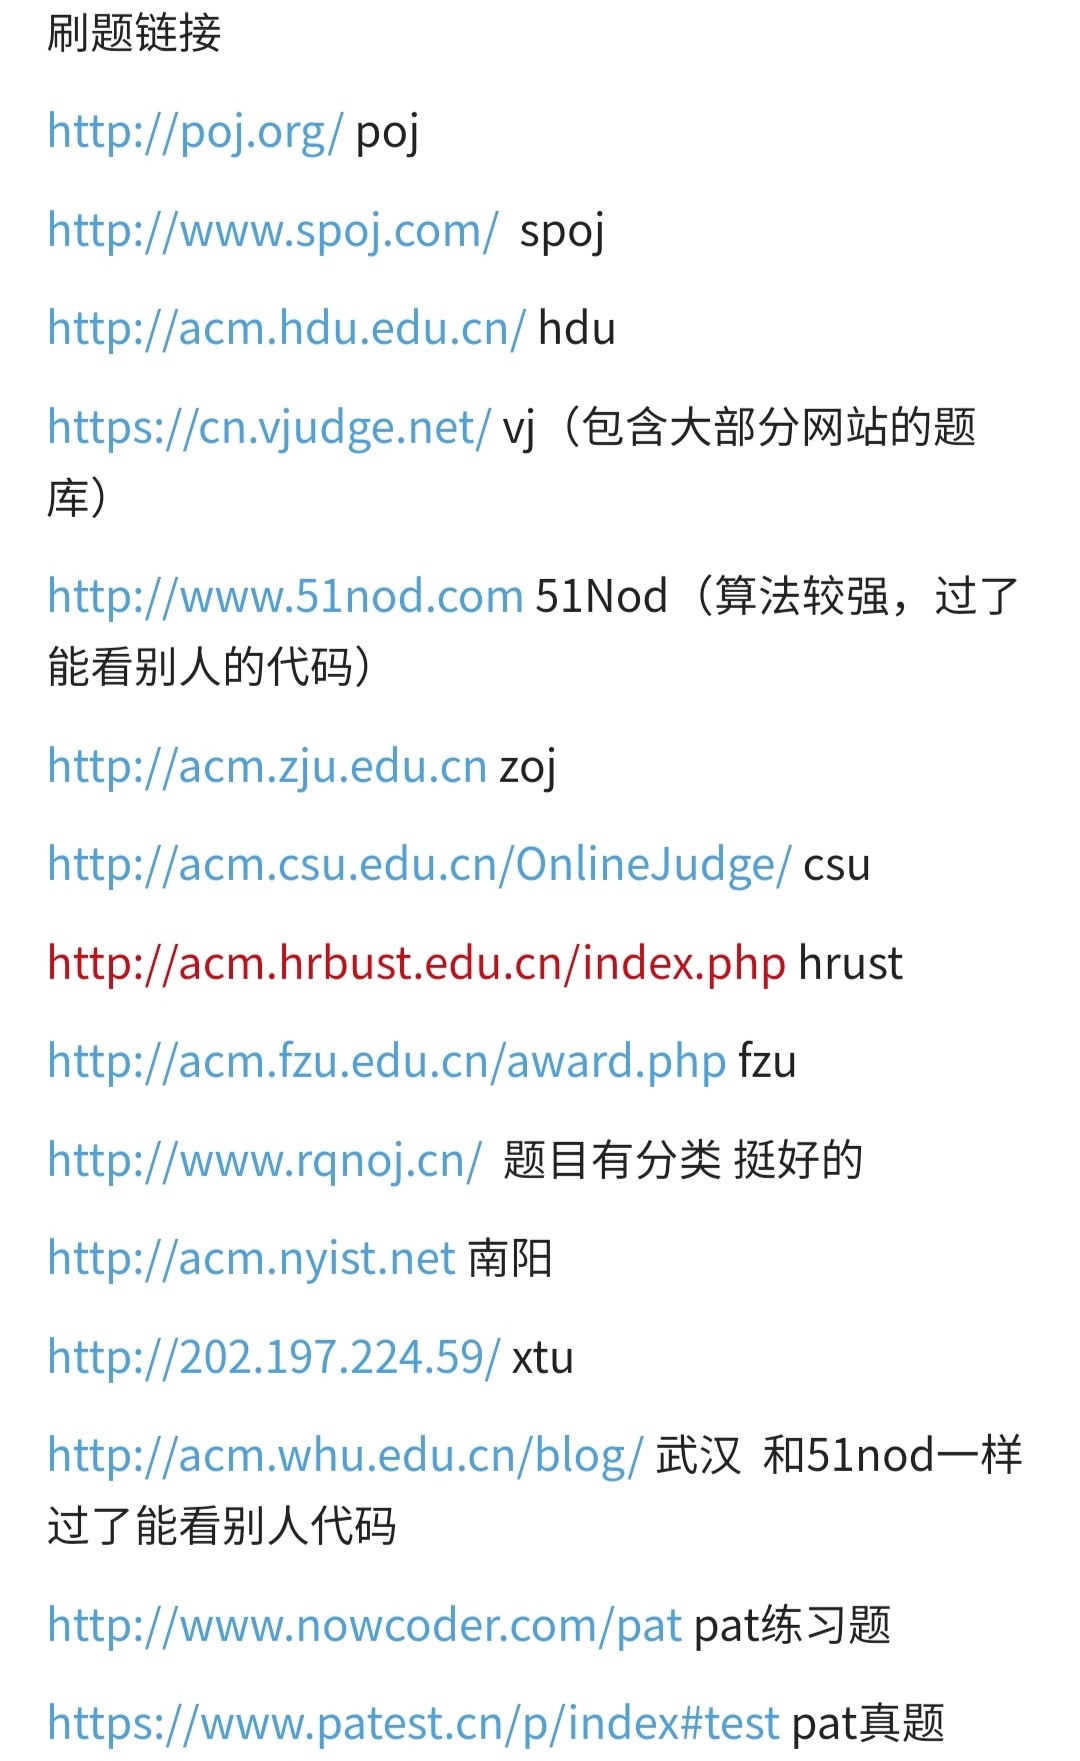 刷题链接
http://poj.org/ poj
http://www.spoj.com/  spoj
http://acm.hdu.edu.cn/ hdu
https://cn.vjudge.net/ vj（包含大部分网站的题
库）
http://www.51nod.com 51Nod（算法较强，过了
能看别人的代码）
http://acm.zju.edu.cn zoj
http://acm.csu.edu.cn/OnlineJudge/ csu
http://acm.hrbust.edu.cn/index.php hrust
http://acm.fzu.edu.cn/award.php fzu
http://www.rqnoj.cn/  题目有分类 挺好的
http://acm.nyist.net 南阳
http://202.197.224.59/ xtu
http://acm.whu.edu.cn/blog/ 武汉  和51nod一样
过了能看别人代码
http://www.nowcoder.com/pat pat练习题
https://www.patest.cn/p/index#test pat真题